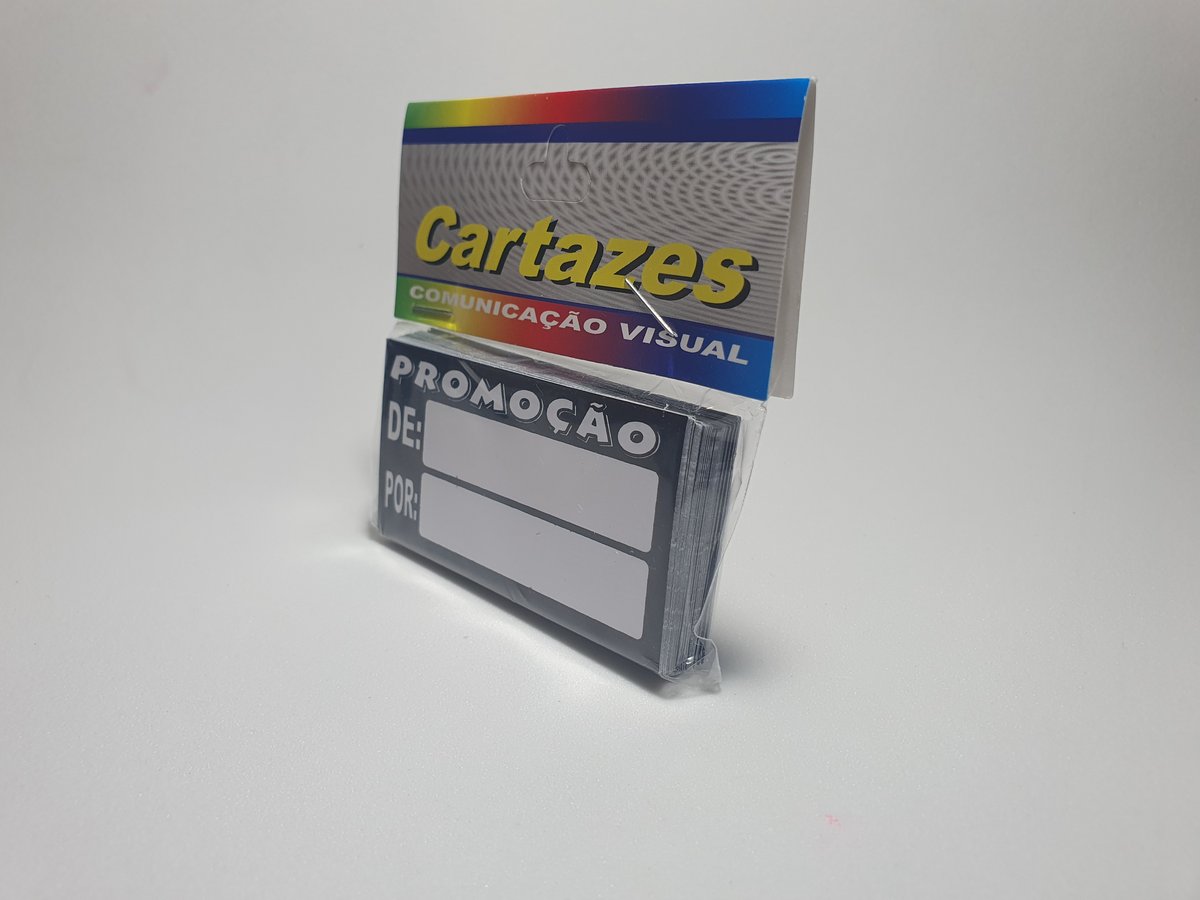 Cartazes
COMUNICAÇÃO VISUAL
PROMOÇÃO
DE:
POR: